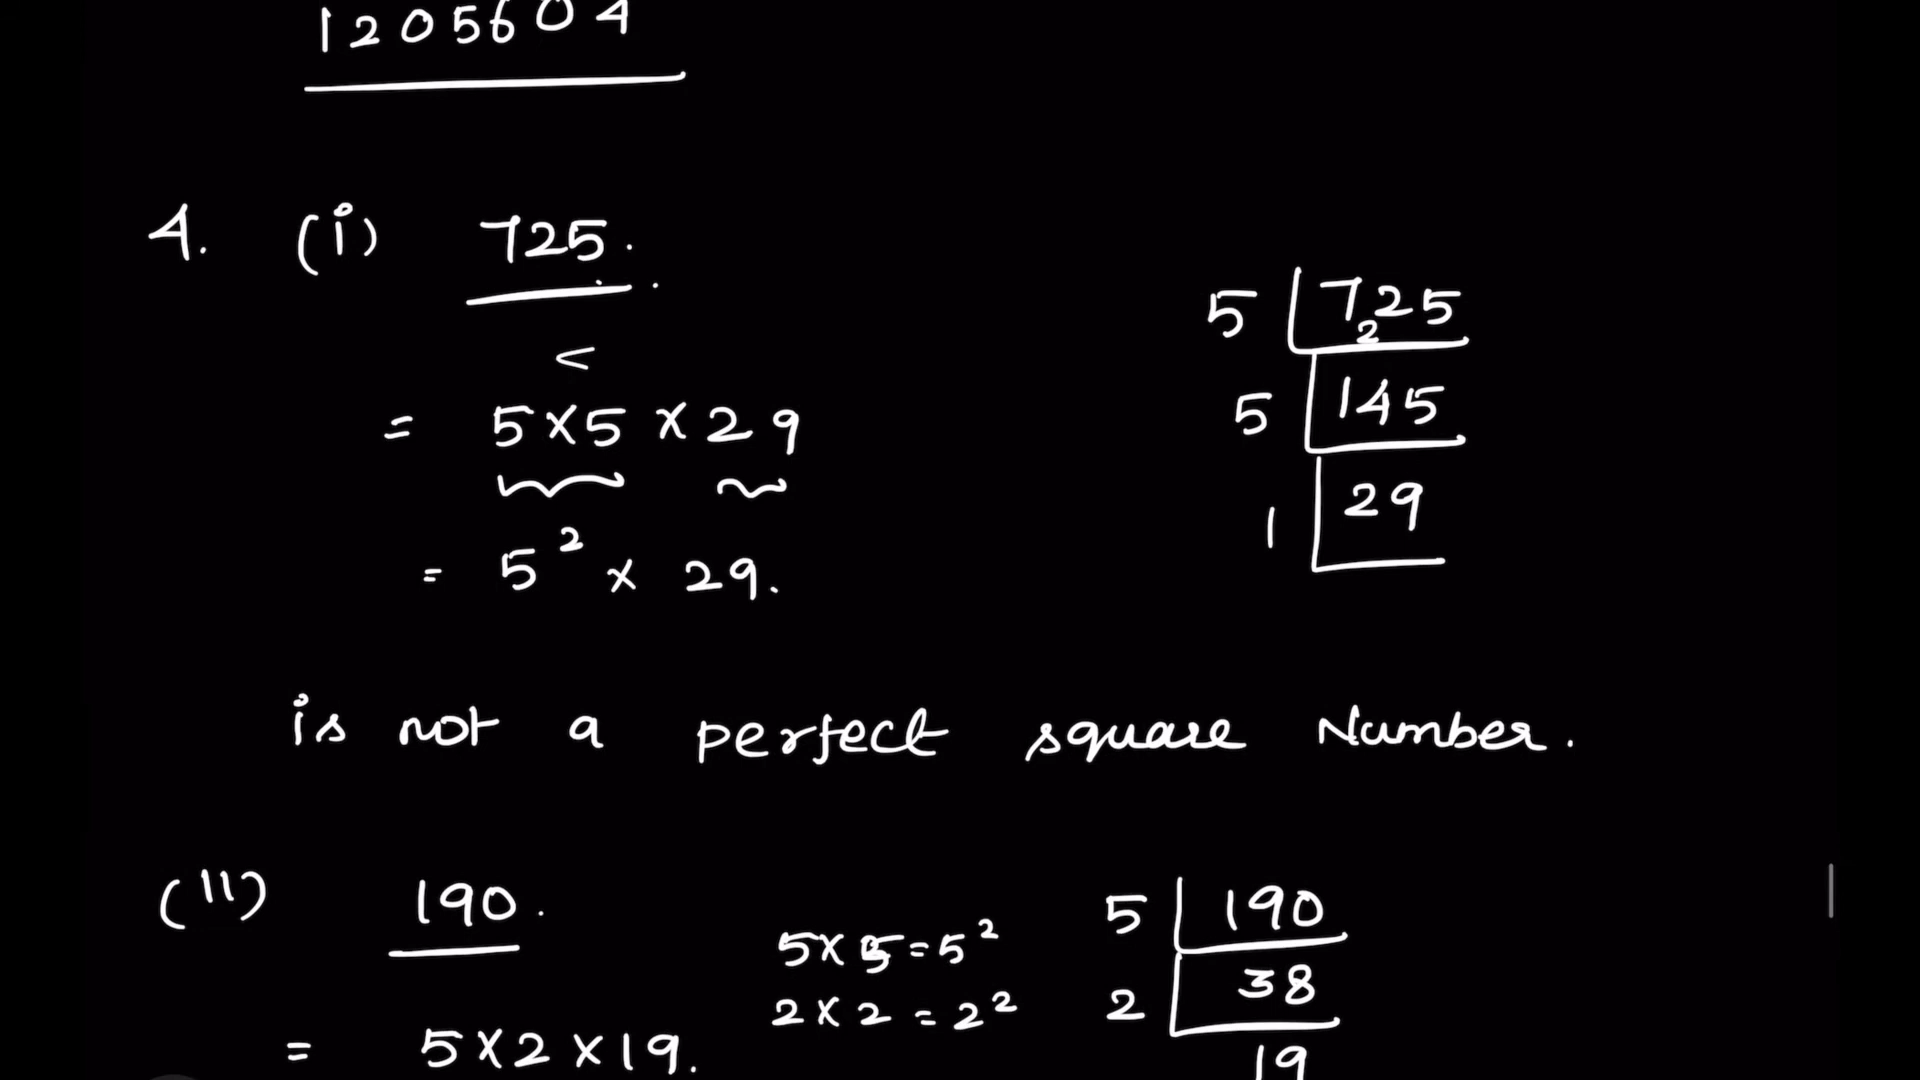 1205604
4. (i) 725.
<
= 5×5 ×29
= 5² × 29.
5 725
2
5 145
1 29
is not a perfect square Number.
(II) 190.
= 5×2×19.
5×5=5²
2×2=2²
5 190
2 38
19